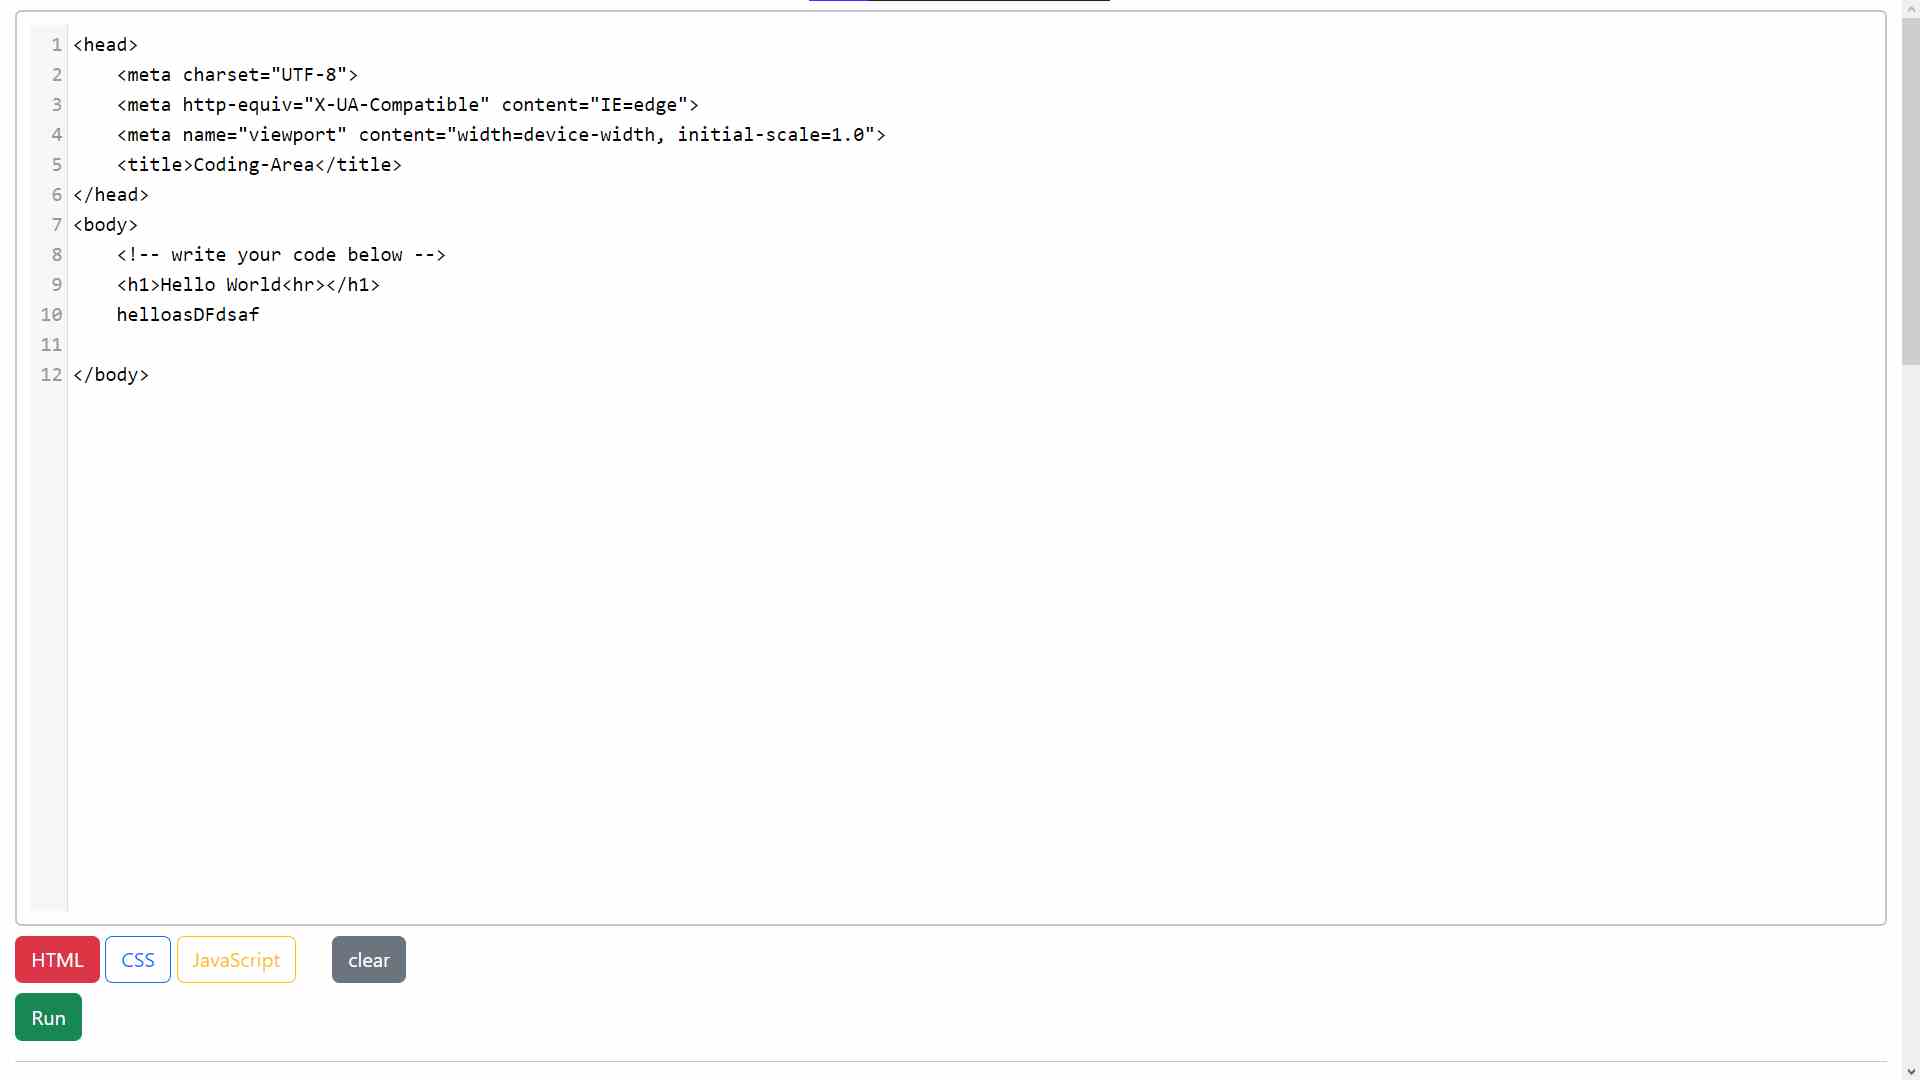 1 <head>
2     <meta charset="UTF-8">
3     <meta http-equiv="X-UA-Compatible" content="IE=edge">
4     <meta name="viewport" content="width=device-width, initial-scale=1.0">
5     <title>Coding-Area</title>
6 </head>
7 <body>
8     <!-- write your code below -->
9     <h1>Hello World<hr></h1>
10     helloasDFdsaf
11
12 </body>
HTML CSS JavaScript clear
Run